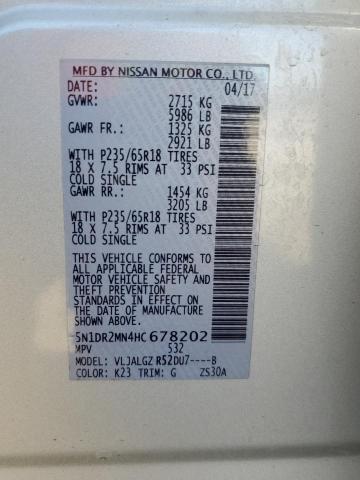 MFD BY NISSAN MOTOR CO., LTD.
DATE: 04/17
GVWR: 2715 KG
5986 LB
GAWR FR.: 1325 KG
2921 LB
WITH P235/65R18 TIRES
18 X 7.5 RIMS AT 33 PSI
COLD SINGLE
GAWR RR.: 1454 KG
3205 LB
WITH P235/65R18 TIRES
18 X 7.5 RIMS AT 33 PSI
COLD SINGLE
THIS VEHICLE CONFORMS TO
ALL APPLICABLE FEDERAL
MOTOR VEHICLE SAFETY
AND THEFT PREVENTION
STANDARDS IN EFFECT ON
THE DATE OF MANUFACTURE
SHOWN ABOVE.
5N1DR2MN4HC678202
MPV 532
MODEL: VLJALGZ R52DU7----B
COLOR: K23 TRIM: G ZS30A